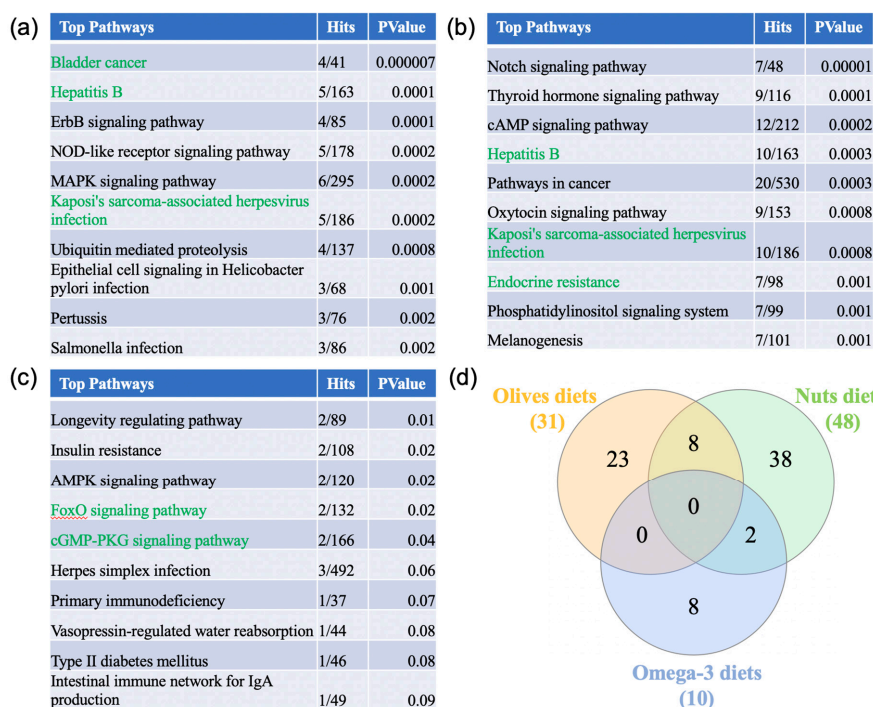 (a)
Top Pathways Hits PValue
Bladder cancer 4/41 0.000007
Hepatitis B 5/163 0.0001
ErbB signaling pathway 4/85 0.0001
NOD-like receptor signaling pathway 5/178 0.0002
MAPK signaling pathway 6/295 0.0002
Kaposi's sarcoma-associated herpesvirus
infection 5/186 0.0002
Ubiquitin mediated proteolysis 4/137 0.0008
Epithelial cell signaling in Helicobacter
pylori infection 3/68 0.001
Pertussis 3/76 0.002
Salmonella infection 3/86 0.002
(b)
Top Pathways Hits PValue
Notch signaling pathway 7/48 0.00001
Thyroid hormone signaling pathway 9/116 0.0001
cAMP signaling pathway 12/212 0.0002
Hepatitis B 10/163 0.0003
Pathways in cancer 20/530 0.0003
Oxytocin signaling pathway 9/153 0.0008
Kaposi's sarcoma-associated herpesvirus
infection 10/186 0.0008
Endocrine resistance 7/98 0.001
Phosphatidylinositol signaling system 7/99 0.001
Melanogenesis 7/101 0.001
(c)
Top Pathways Hits PValue
Longevity regulating pathway 2/89 0.01
Insulin resistance 2/108 0.02
AMPK signaling pathway 2/120 0.02
FoxO signaling pathway 2/132 0.02
cGMP-PKG signaling pathway 2/166 0.04
Herpes simplex infection 3/492 0.06
Primary immunodeficiency 1/37 0.07
Vasopressin-regulated water reabsorption 1/44 0.08
Type II diabetes mellitus 1/46 0.08
Intestinal immune network for IgA
production 1/49 0.09
(d)
Olives diets
(31)
Nuts diet
(48)
23 8 38
0
0 2
8
Omega-3 diets
(10)